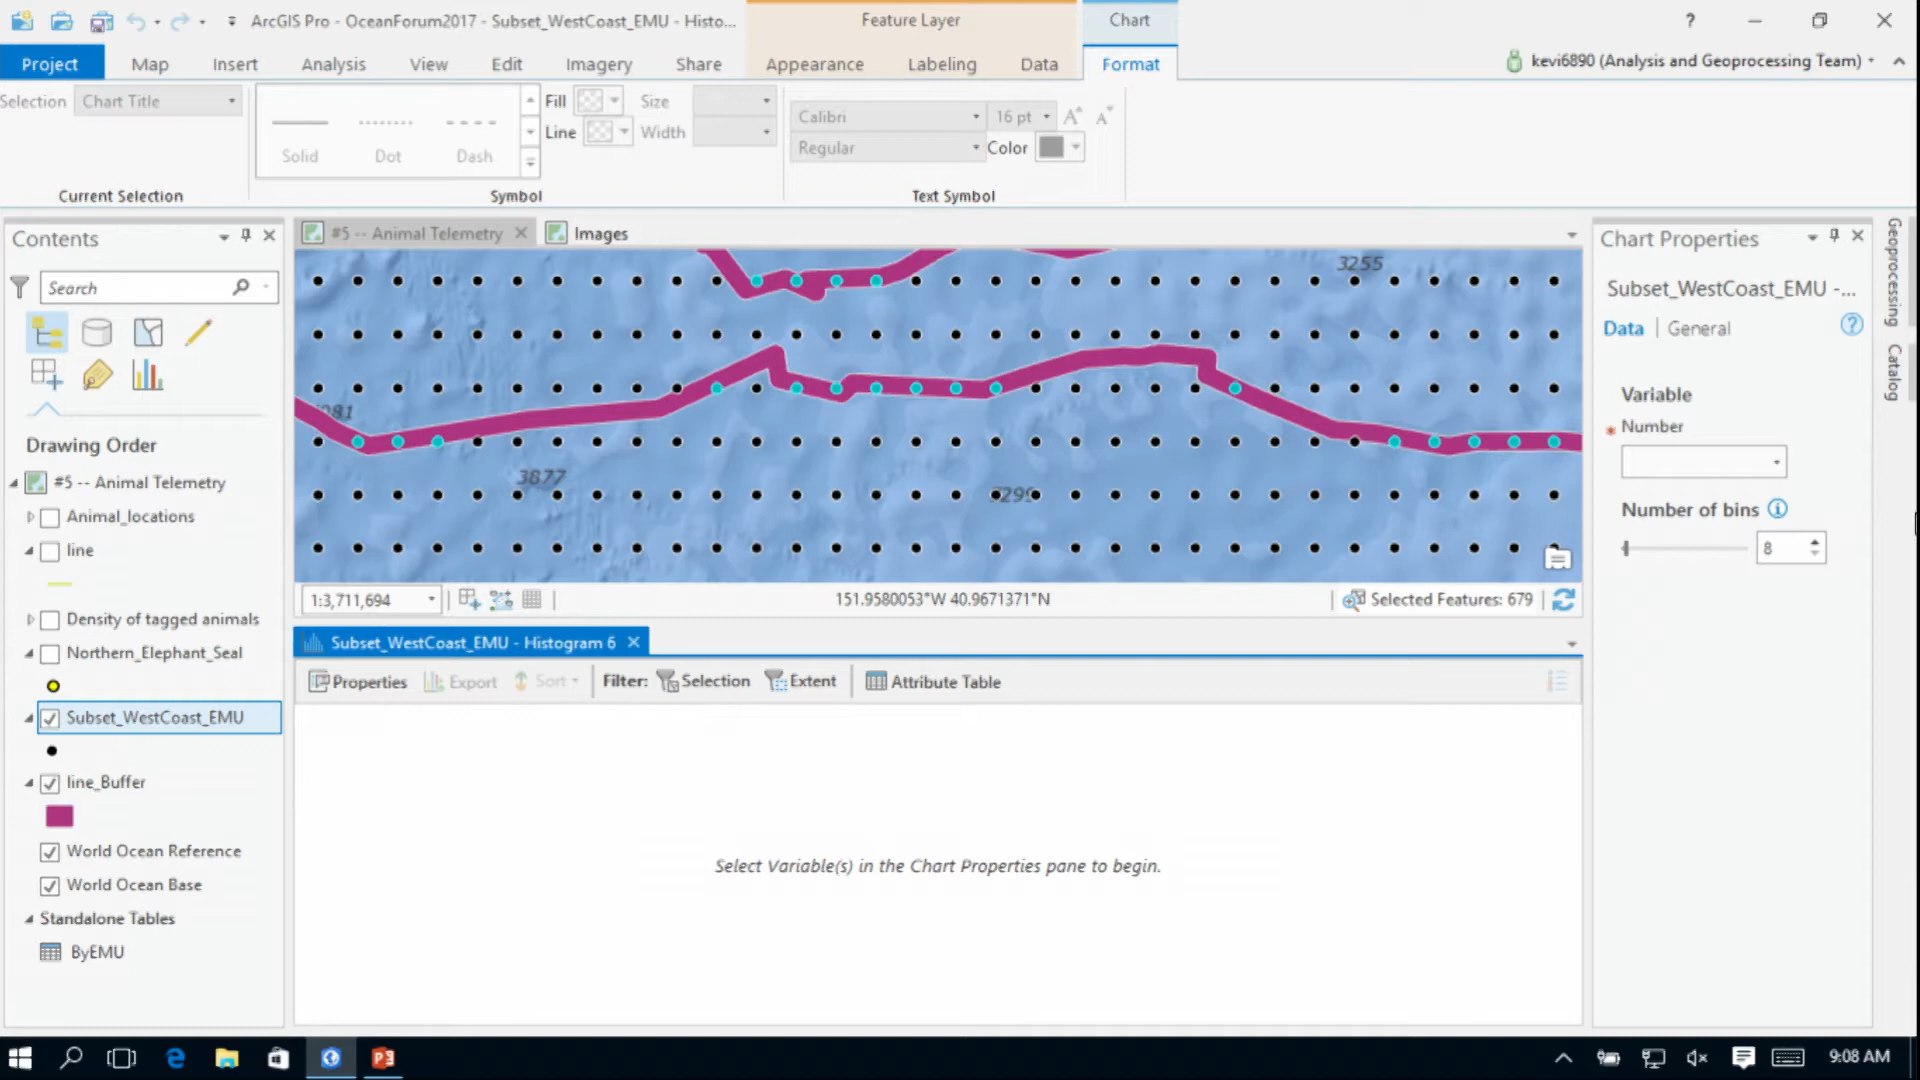 ArcGIS Pro - OceanForum2017 - Subset_WestCoast_EMU - Histo...
Feature Layer
Chart
?
Project
Map
Insert
Analysis
View
Edit
Imagery
Share
Appearance
Labeling
Data
Format
kevi6890 (Analysis and Geoprocessing Team)
Selection
Chart Title
Solid
Dot
Dash
Fill
Size
Line
Width
Calibri
16 pt
Regular
Color
Current Selection
Symbol
Text Symbol
Contents
Search
Drawing Order
#5 -- Animal Telemetry
Animal_locations
line
Density of tagged animals
Northern_Elephant_Seal
Subset_WestCoast_EMU
line_Buffer
World Ocean Reference
World Ocean Base
Standalone Tables
ByEMU
#5 -- Animal Telemetry
Images
3255
3877
1:3,711,694
151.9580053°W 40.9671371°N
Selected Features: 679
Subset_WestCoast_EMU - Histogram 6
Properties
Export
Sort
Filter:
Selection
Extent
Attribute Table
Select Variable(s) in the Chart Properties pane to begin.
Chart Properties
Subset_WestCoast_EMU -...
Data | General
?
Variable
* Number
Number of bins
8
Geoprocessing
Catalog
9:08 AM